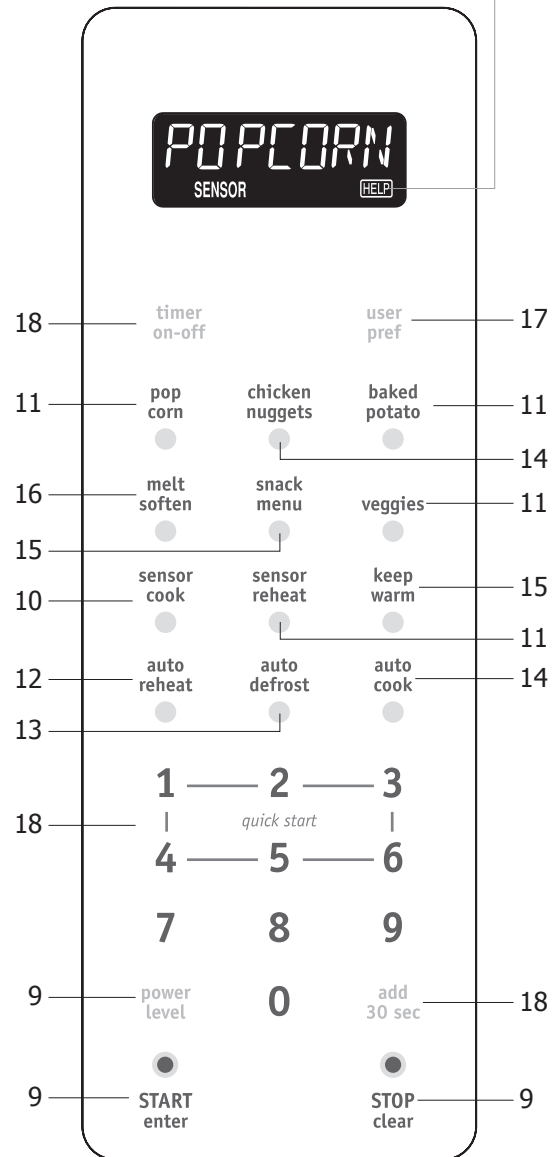 POPCORN
SENSOR HELP
18 timer on-off user pref 17
11 pop corn chicken nuggets baked potato 11
14
16 melt soften snack menu veggies 11
15
10 sensor cook sensor reheat keep warm 15
11
12 auto reheat auto defrost auto cook 14
13
1 2 3
18 quick start
4 5 6
7 8 9
9 power level 0 add 30 sec 18
9 START enter STOP clear 9